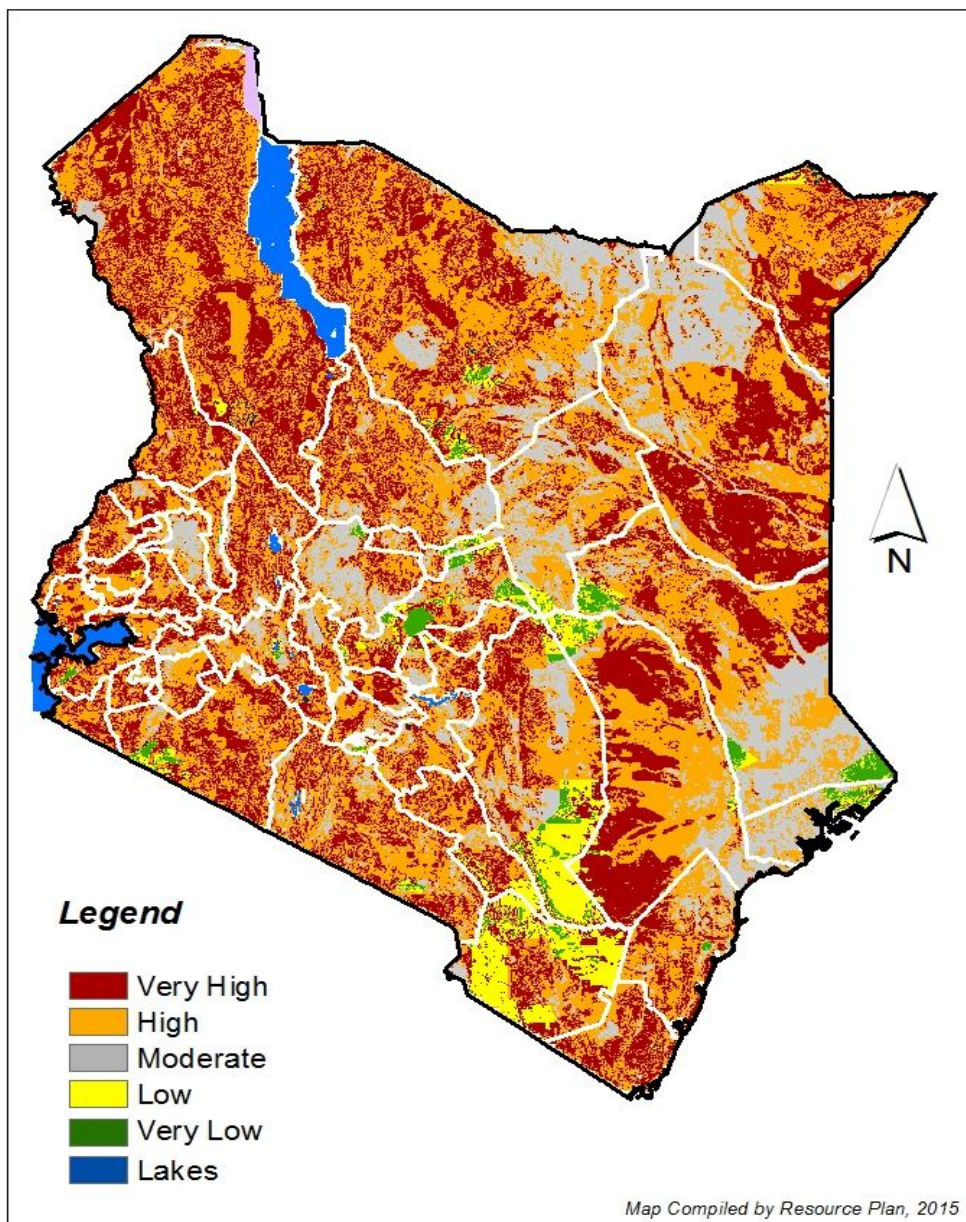 N
Legend
Very High
High
Moderate
Low
Very Low
Lakes
Map Compiled by Resource Plan, 2015